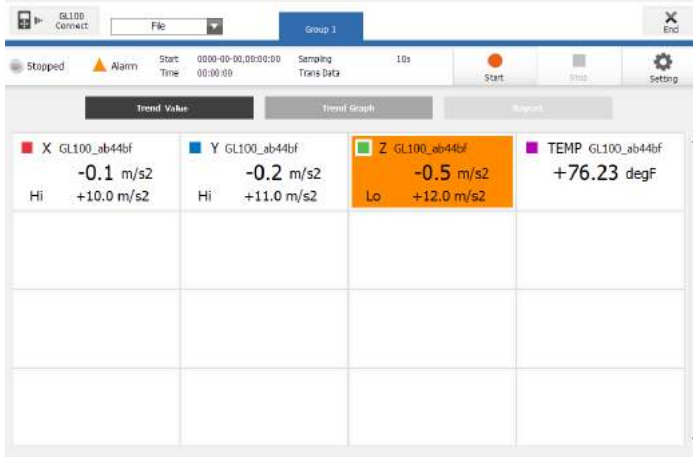 GL100
Connect
File
Group 1
End
Stopped
Alarm
Start
Time
0000-00-00,00:00:00
00:00:00
Sampling
Trans Data
10s
Start
Stop
Setting
Trend Value
Trend Graph
Report
X GL100_ab44bf
-0.1 m/s2
Hi +10.0 m/s2
Y GL100_ab44bf
-0.2 m/s2
Hi +11.0 m/s2
Z GL100_ab44bf
-0.5 m/s2
Lo +12.0 m/s2
TEMP GL100_ab44bf
+76.23 degF